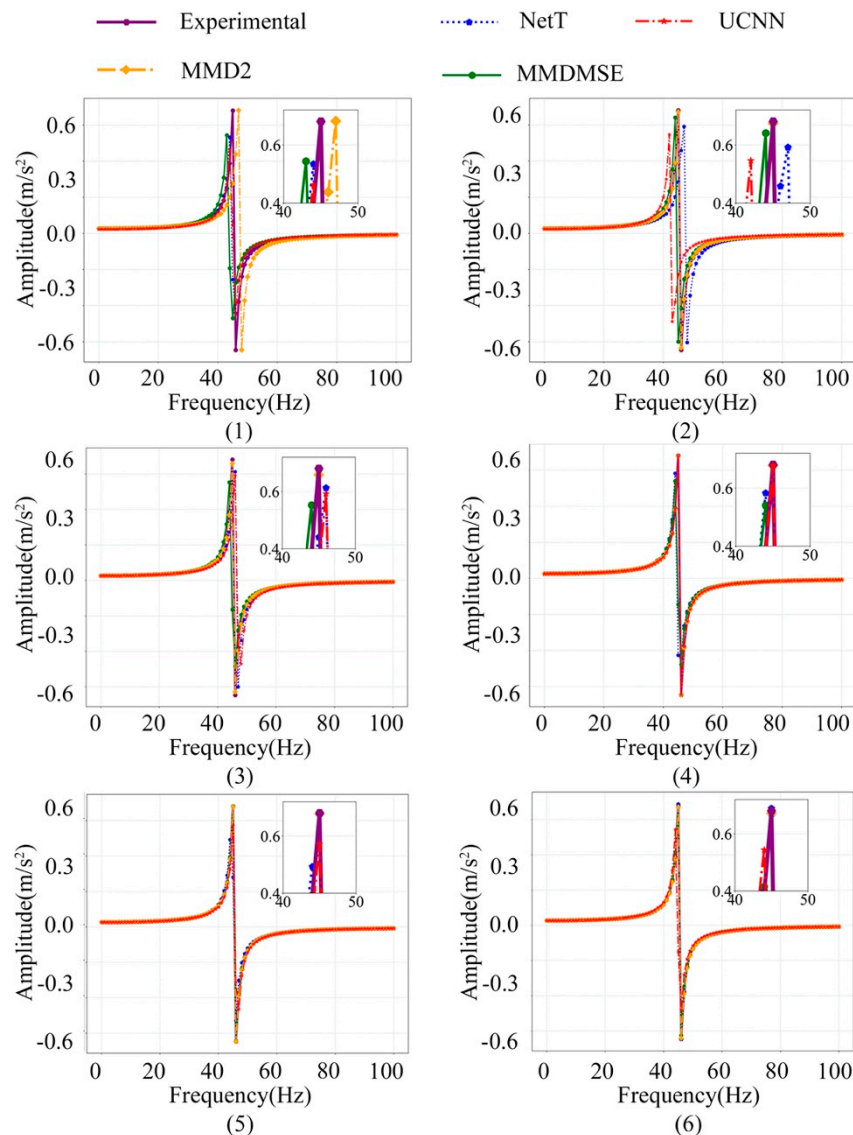 Experimental NetT UCNN
MMD2 MMDMSE
0.6 0.6 0.4 40 50
0.3
0.0
-0.3
-0.6
Amplitude(m/s²)
0 20 40 60 80 100
Frequency(Hz)
(1)
0.6 0.6 0.4 40 50
0.3
0.0
-0.3
-0.6
Amplitude(m/s²)
0 20 40 60 80 100
Frequency(Hz)
(2)
0.6 0.6 0.4 40 50
0.3
0.0
-0.3
-0.6
Amplitude(m/s²)
0 20 40 60 80 100
Frequency(Hz)
(3)
0.6 0.6 0.4 40 50
0.3
0.0
-0.3
-0.6
Amplitude(m/s²)
0 20 40 60 80 100
Frequency(Hz)
(4)
0.6 0.6 0.4 40 50
0.3
0.0
-0.3
-0.6
Amplitude(m/s²)
0 20 40 60 80 100
Frequency(Hz)
(5)
0.6 0.6 0.4 40 50
0.3
0.0
-0.3
-0.6
Amplitude(m/s²)
0 20 40 60 80 100
Frequency(Hz)
(6)